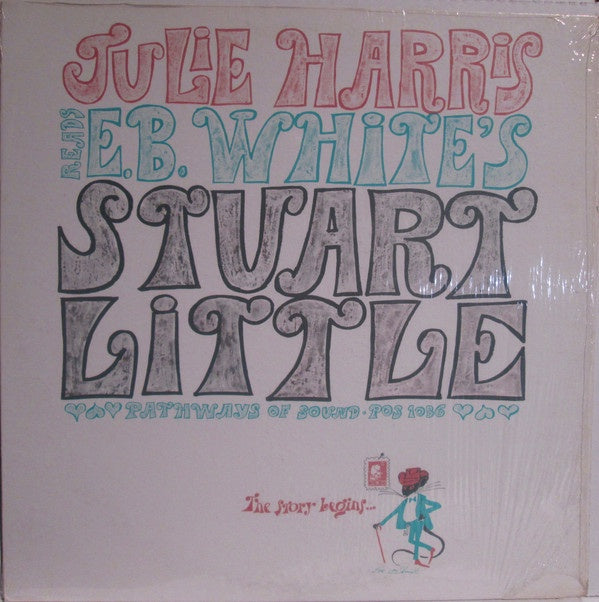 JULiE HARRiS
READS E.B. WHiTE'S
STUART
LiTTLE
PATHWAYS OF SOUND • POS 1036
The story begins...